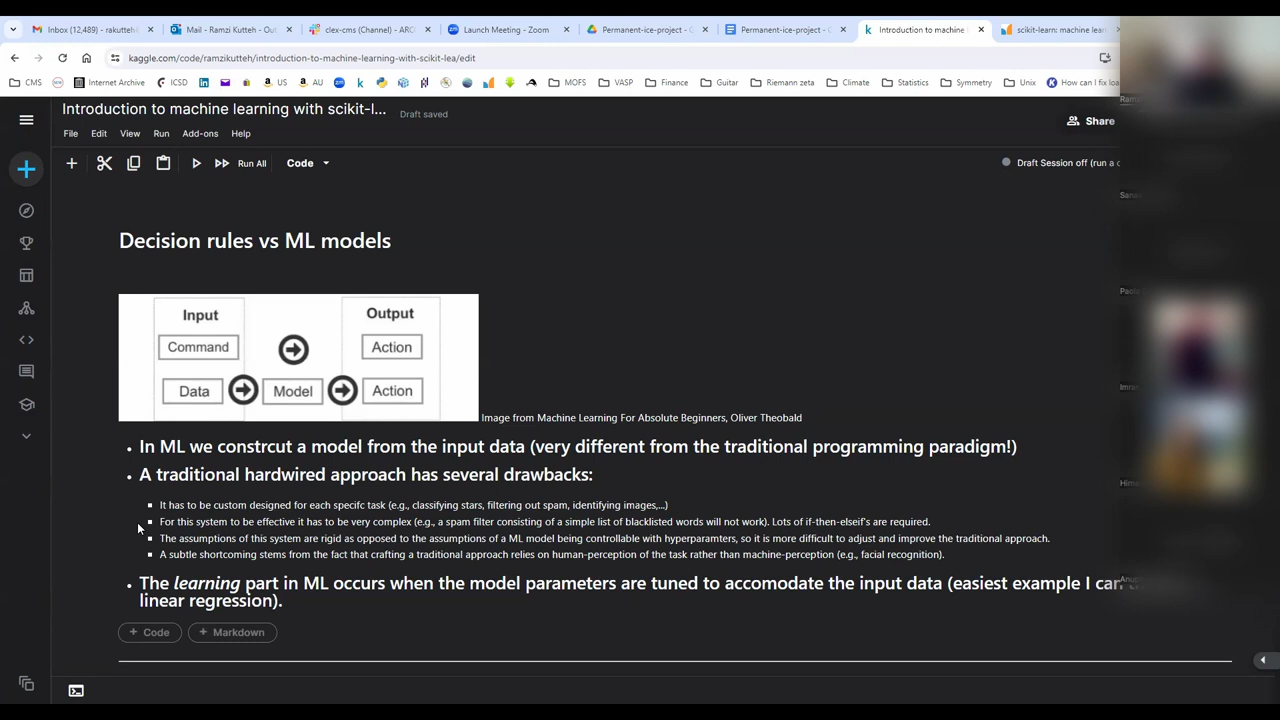 Inbox (12,489) - rakutteh
Mail - Ramzi Kutteh - Out
clex-cms (Channel) - ARC
Launch Meeting - Zoom
Permanent-ice-project - G
Permanent-ice-project - G
Introduction to machine l
scikit-learn: machine lear
kaggle.com/code/ramzikutteh/introduction-to-machine-learning-with-scikit-lea/edit
CMS
Internet Archive
ICSD
US
AU
MOFS
VASP
Finance
Guitar
Riemann zeta
Climate
Statistics
Symmetry
Unix
How can I fix loa
Introduction to machine learning with scikit-l...
Draft saved
Share
File Edit View Run Add-ons Help
Run All
Code
Draft Session off (run a c
Decision rules vs ML models
Input
Output
Command
Action
Data
Model
Action
Image from Machine Learning For Absolute Beginners, Oliver Theobald
In ML we constrcut a model from the input data (very different from the traditional programming paradigm!)
A traditional hardwired approach has several drawbacks:
It has to be custom designed for each specifc task (e.g., classifying stars, filtering out spam, identifying images,...)
For this system to be effective it has to be very complex (e.g., a spam filter consisting of a simple list of blacklisted words will not work). Lots of if-then-elseif's are required.
The assumptions of this system are rigid as opposed to the assumptions of a ML model being controllable with hyperparamters, so it is more difficult to adjust and improve the traditional approach.
A subtle shortcoming stems from the fact that crafting a traditional approach relies on human-perception of the task rather than machine-perception (e.g., facial recognition).
The learning part in ML occurs when the model parameters are tuned to accomodate the input data (easiest example I can
linear regression).
+ Code
+ Markdown